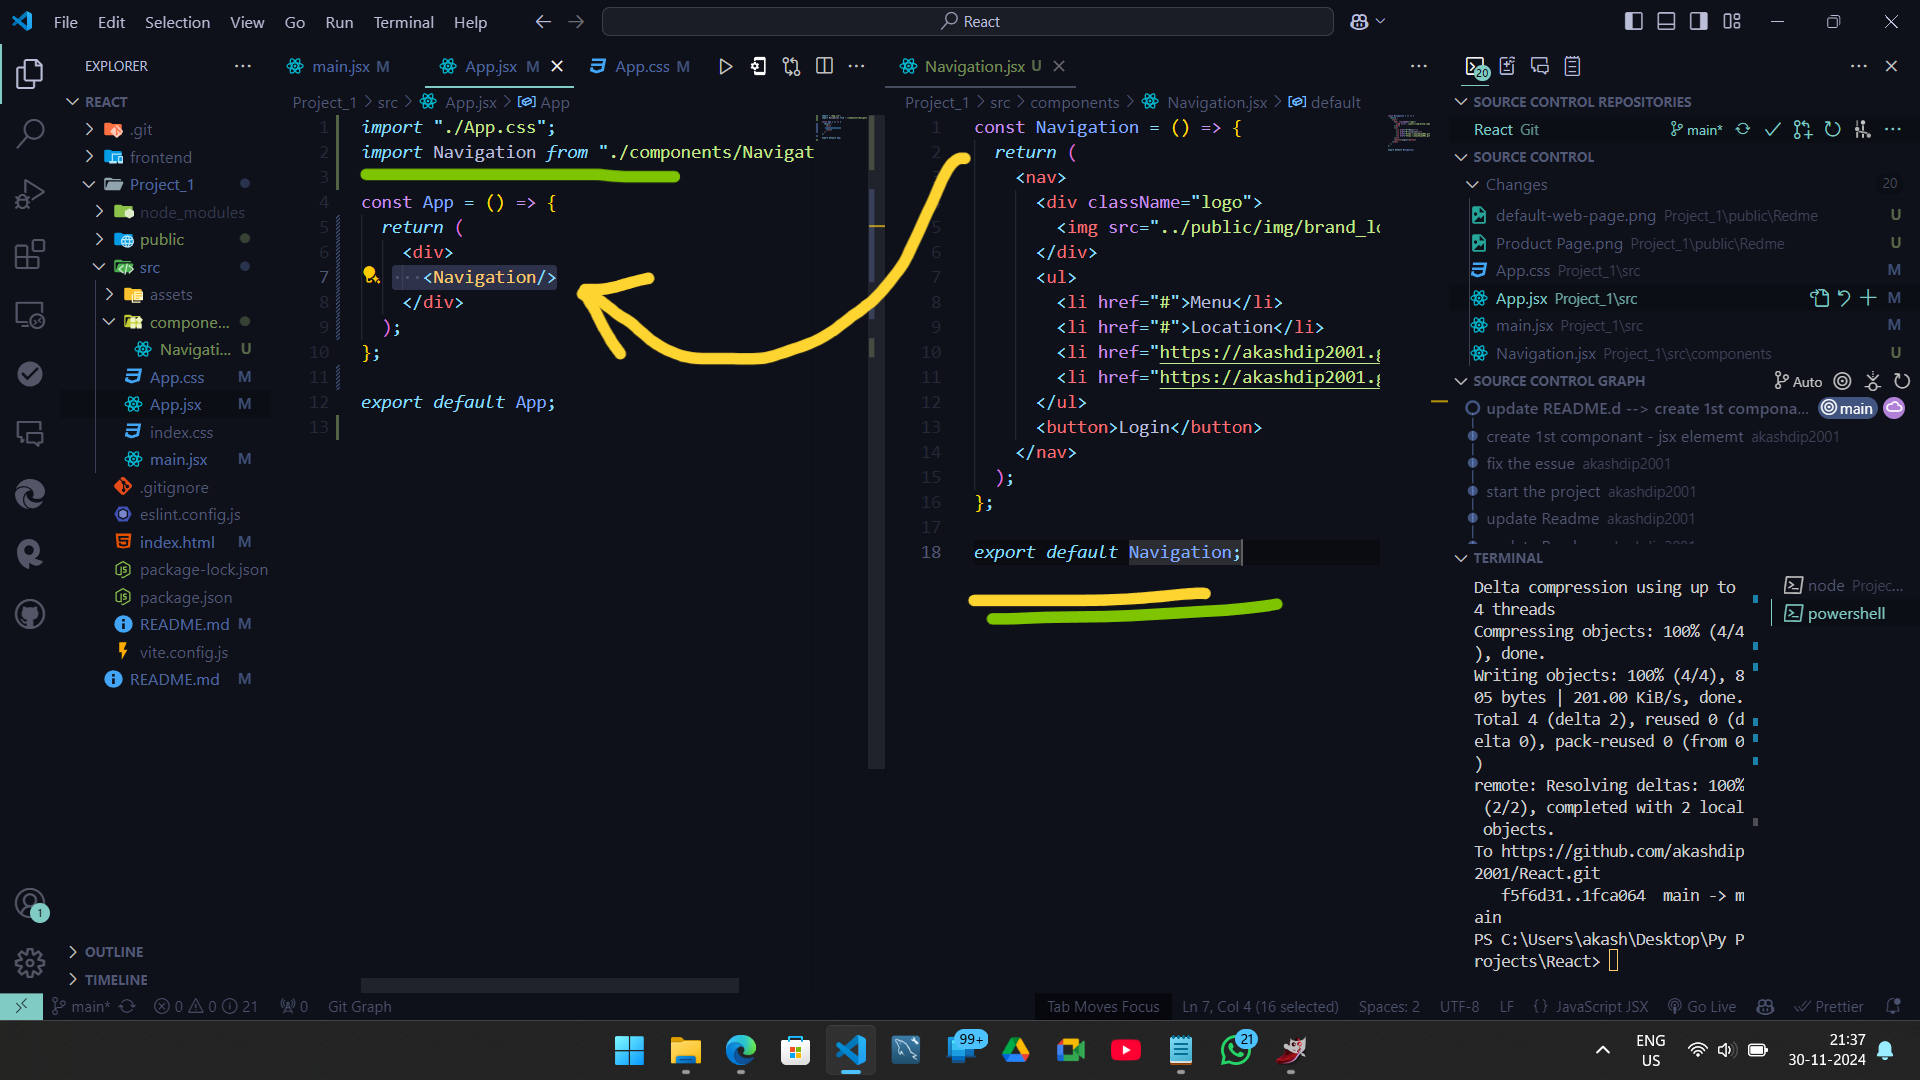 File Edit Selection View Go Run Terminal Help
React
EXPLORER
REACT
.git
frontend
Project_1
node_modules
public
src
assets
compone...
Navigati... U
App.css M
App.jsx M
index.css
main.jsx M
.gitignore
eslint.config.js
index.html M
package-lock.json
package.json
README.md M
vite.config.js
README.md M
OUTLINE
TIMELINE
main.jsx M App.jsx M App.css M
Project_1 > src > App.jsx > App
1 import "./App.css";
2 import Navigation from "./components/Navigat
3
4 const App = () => {
5 return (
6 <div>
7 <Navigation/>
8 </div>
9 );
10 };
11
12 export default App;
13
Navigation.jsx U
Project_1 > src > components > Navigation.jsx > default
1 const Navigation = () => {
2 return (
<nav>
<div className="logo">
5 <img src="../public/img/brand_lo
6 </div>
7 <ul>
8 <li href="#">Menu</li>
9 <li href="#">Location</li>
10 <li href="https://akashdip2001.g
11 <li href="https://akashdip2001.g
12 </ul>
13 <button>Login</button>
14 </nav>
15 );
16 };
17
18 export default Navigation;
20
SOURCE CONTROL REPOSITORIES
React Git main*
SOURCE CONTROL
Changes 20
default-web-page.png Project_1\public\Redme U
Product Page.png Project_1\public\Redme U
App.css Project_1\src M
App.jsx Project_1\src M
main.jsx Project_1\src M
Navigation.jsx Project_1\src\components U
SOURCE CONTROL GRAPH Auto
update README.d --> create 1st compona... main
create 1st componant - jsx elememt akashdip2001
fix the essue akashdip2001
start the project akashdip2001
update Readme akashdip2001
TERMINAL
Delta compression using up to
4 threads
Compressing objects: 100% (4/4
), done.
Writing objects: 100% (4/4), 8
05 bytes | 201.00 KiB/s, done.
Total 4 (delta 2), reused 0 (d
elta 0), pack-reused 0 (from 0
)
remote: Resolving deltas: 100%
(2/2), completed with 2 local
objects.
To https://github.com/akashdip
2001/React.git
f5f6d31..1fca064 main -> m
ain
PS C:\Users\akash\Desktop\Py P
rojects\React>
node Projec...
powershell
1
main* 0 0 21 0 Git Graph
Tab Moves Focus Ln 7, Col 4 (16 selected) Spaces: 2 UTF-8 LF {} JavaScript JSX Go Live Prettier
99+
21
ENG
US
21:37
30-11-2024